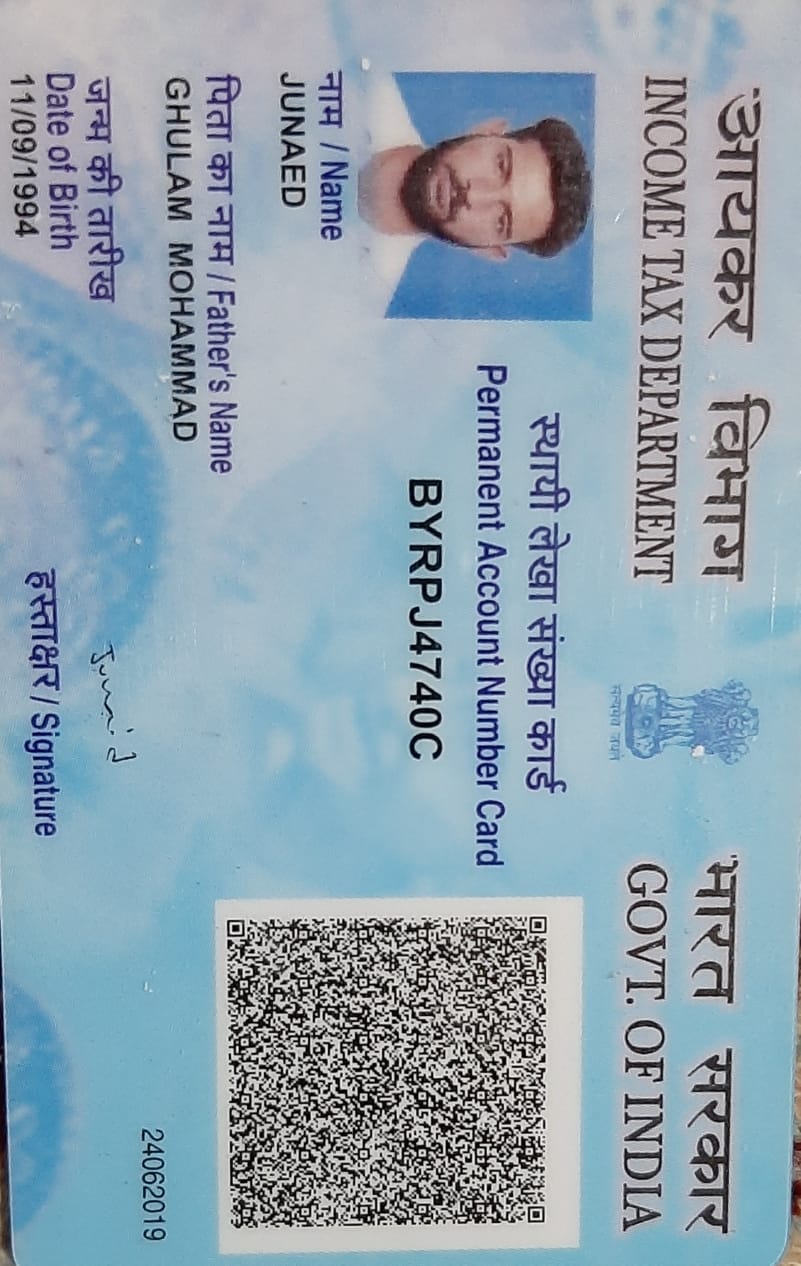 आयकर विभाग
INCOME TAX DEPARTMENT
सत्यमेव जयते
भारत सरकार
GOVT. OF INDIA
स्थायी लेखा संख्या कार्ड
Permanent Account Number Card
BYRPJ4740C
नाम / Name
JUNAED
पिता का नाम / Father's Name
GHULAM MOHAMMAD
जन्म की तारीख
Date of Birth
11/09/1994
Junaid
हस्ताक्षर / Signature
24062019